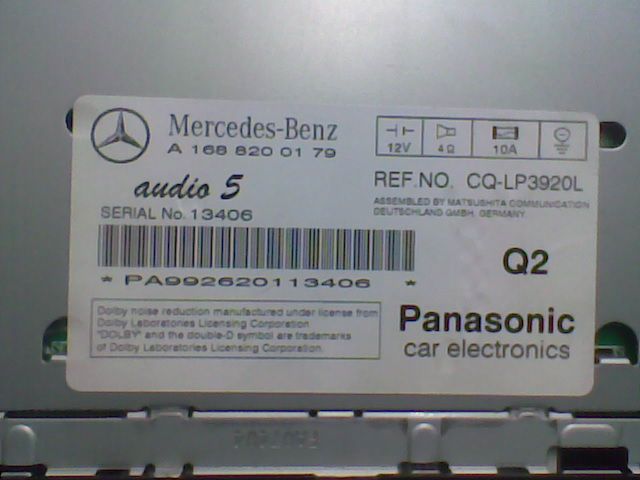 Mercedes-Benz
A 168 820 01 79
12V
4Ω
10A
audio 5
REF.NO. CQ-LP3920L
ASSEMBLED BY MATSUSHITA COMMUNICATION
DEUTSCHLAND GMBH, GERMANY
SERIAL No. 13406
* PA992620113406 *
Q2
Dolby noise reduction manufactured under license from
Dolby Laboratories Licensing Corporation
"DOLBY" and the double-D symbol are trademarks
of Dolby Laboratories Licensing Corporation.
Panasonic
car electronics